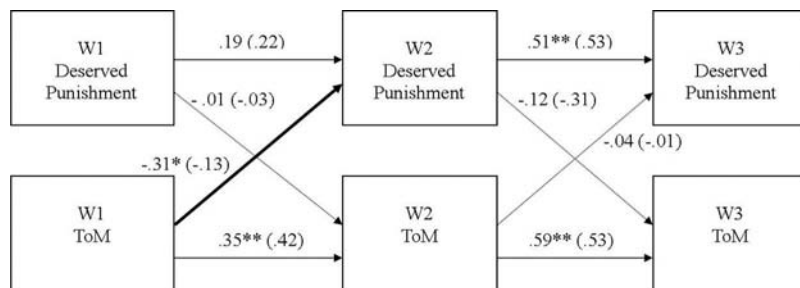 W1
Deserved
Punishment
.19 (.22)
W2
Deserved
Punishment
.51** (.53)
W3
Deserved
Punishment
- .01 (-.03)
-.12 (-.31)
-.31* (-.13)
-.04 (-.01)
W1
ToM
.35** (.42)
W2
ToM
.59** (.53)
W3
ToM